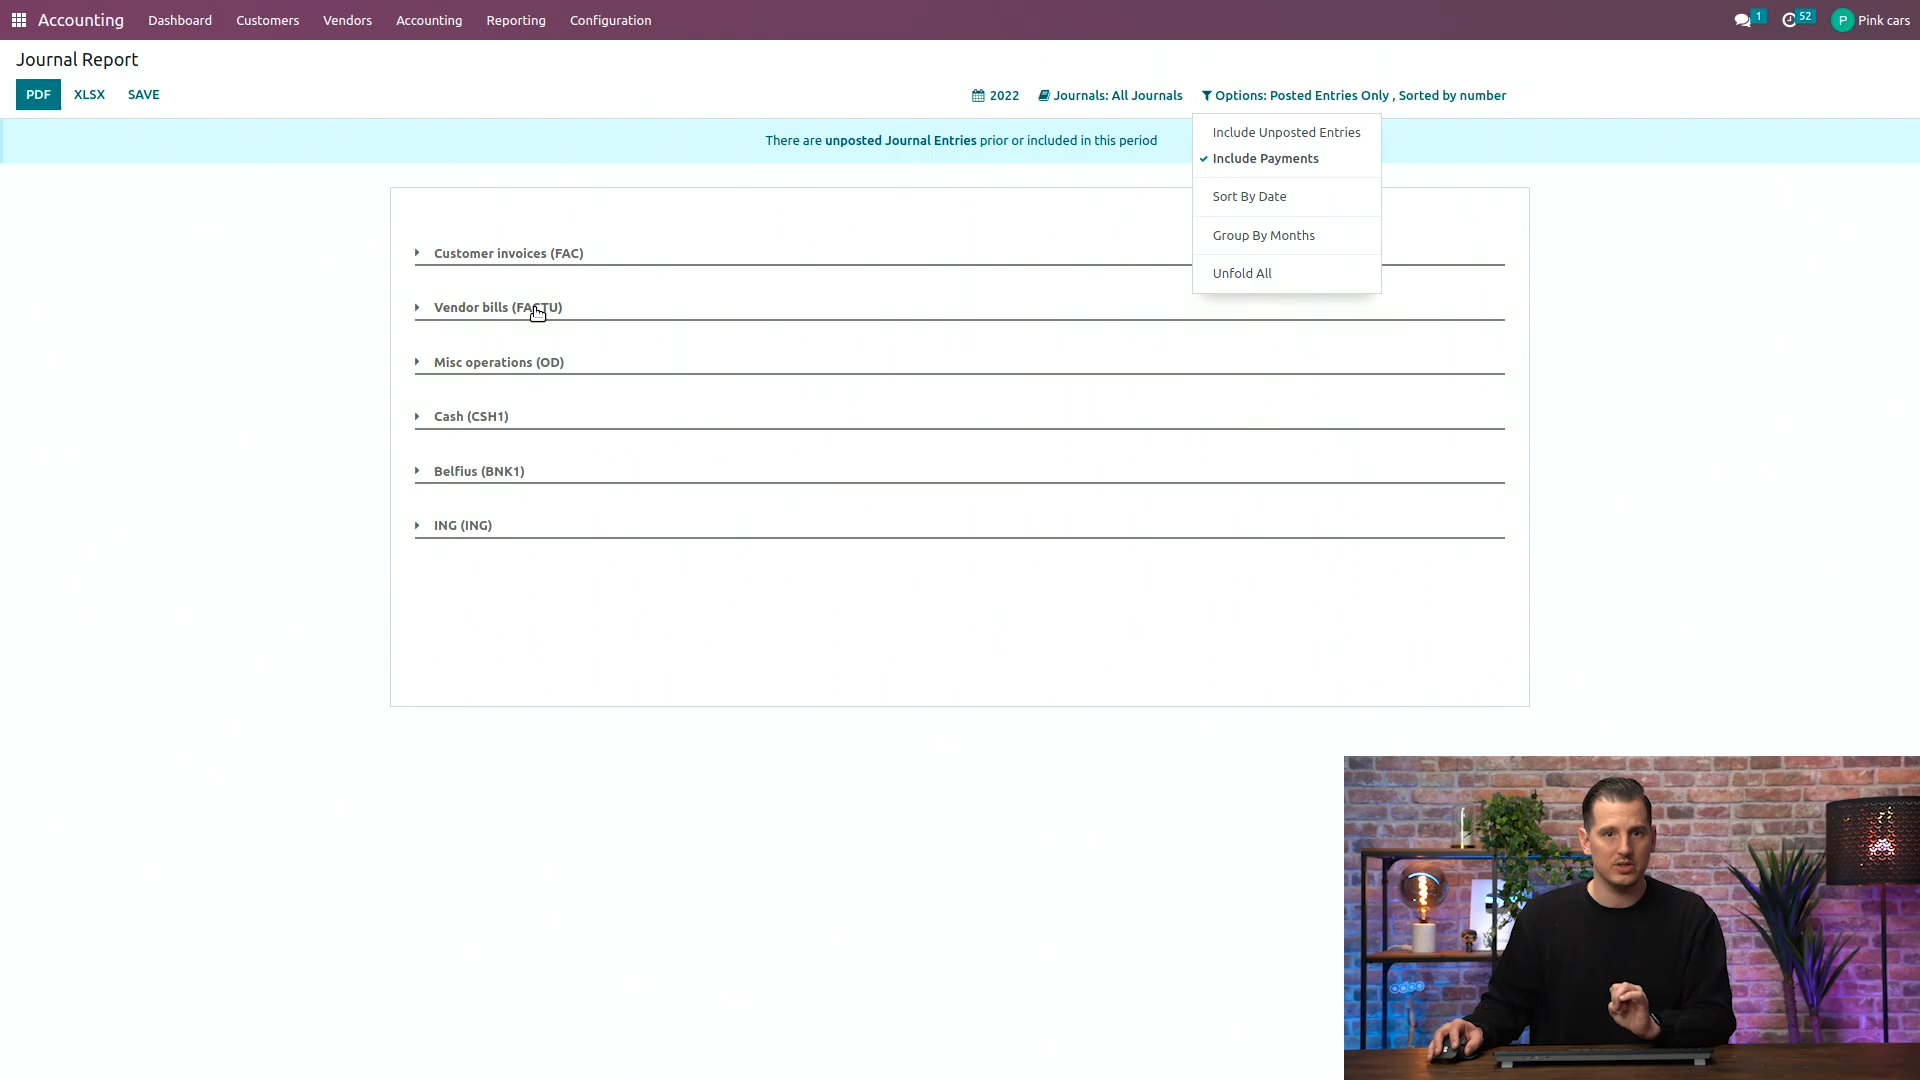 Accounting Dashboard Customers Vendors Accounting Reporting Configuration 1 52 P Pink cars
Journal Report
PDF XLSX SAVE 2022 Journals: All Journals Options: Posted Entries Only , Sorted by number
There are unposted Journal Entries prior or included in this period
Include Unposted Entries
Include Payments
Sort By Date
Group By Months
Unfold All
Customer invoices (FAC)
Vendor bills (FACTU)
Misc operations (OD)
Cash (CSH1)
Belfius (BNK1)
ING (ING)
odoo